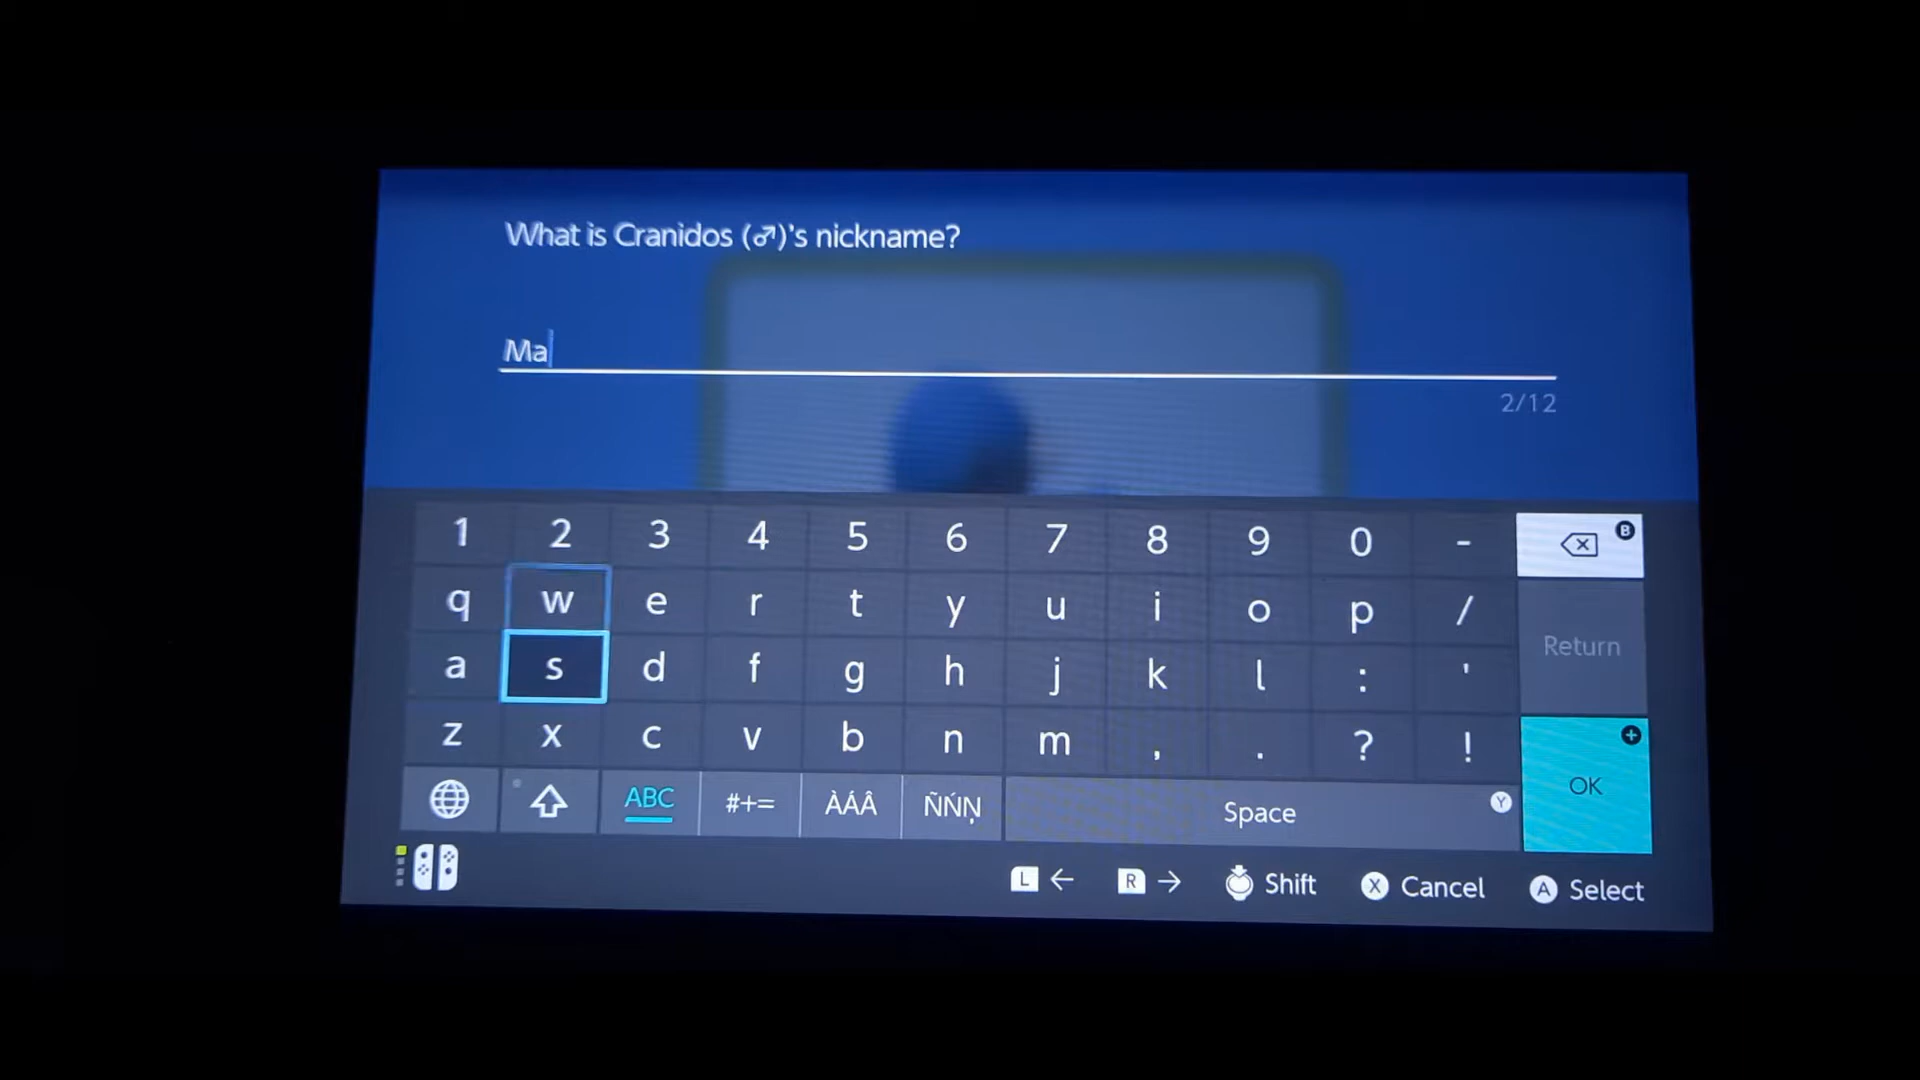 What is Cranidos (♂)'s nickname?
Ma
2/12
1 2 3 4 5 6 7 8 9 0 - B
q w e r t y u i o p /
Return
a s d f g h j k l : '
z x c v b n m , . ? ! +
OK
ABC #+= ÀÁÂ ÑŃŅ Space Y
L ← R → Shift X Cancel A Select